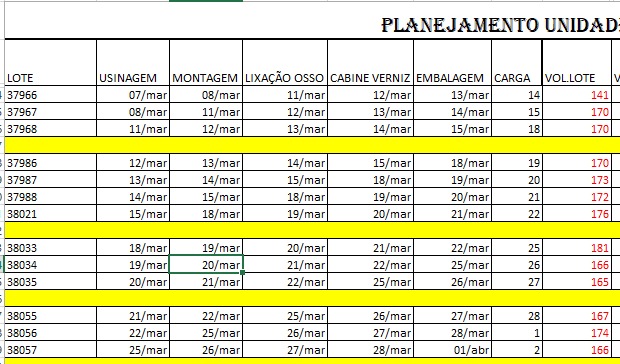 PLANEJAMENTO UNIDAD
LOTE USINAGEM MONTAGEM LIXAÇÃO OSSO CABINE VERNIZ EMBALAGEM CARGA VOL.LOTE
37966 07/mar 08/mar 11/mar 12/mar 13/mar 14 141
37967 08/mar 11/mar 12/mar 13/mar 14/mar 15 170
37968 11/mar 12/mar 13/mar 14/mar 15/mar 18 170
37986 12/mar 13/mar 14/mar 15/mar 18/mar 19 170
37987 13/mar 14/mar 15/mar 18/mar 19/mar 20 173
37988 14/mar 15/mar 18/mar 19/mar 20/mar 21 172
38021 15/mar 18/mar 19/mar 20/mar 21/mar 22 176
38033 18/mar 19/mar 20/mar 21/mar 22/mar 25 181
38034 19/mar 20/mar 21/mar 22/mar 25/mar 26 166
38035 20/mar 21/mar 22/mar 25/mar 26/mar 27 165
38055 21/mar 22/mar 25/mar 26/mar 27/mar 28 167
38056 22/mar 25/mar 26/mar 27/mar 28/mar 1 174
38057 25/mar 26/mar 27/mar 28/mar 01/abr 2 166